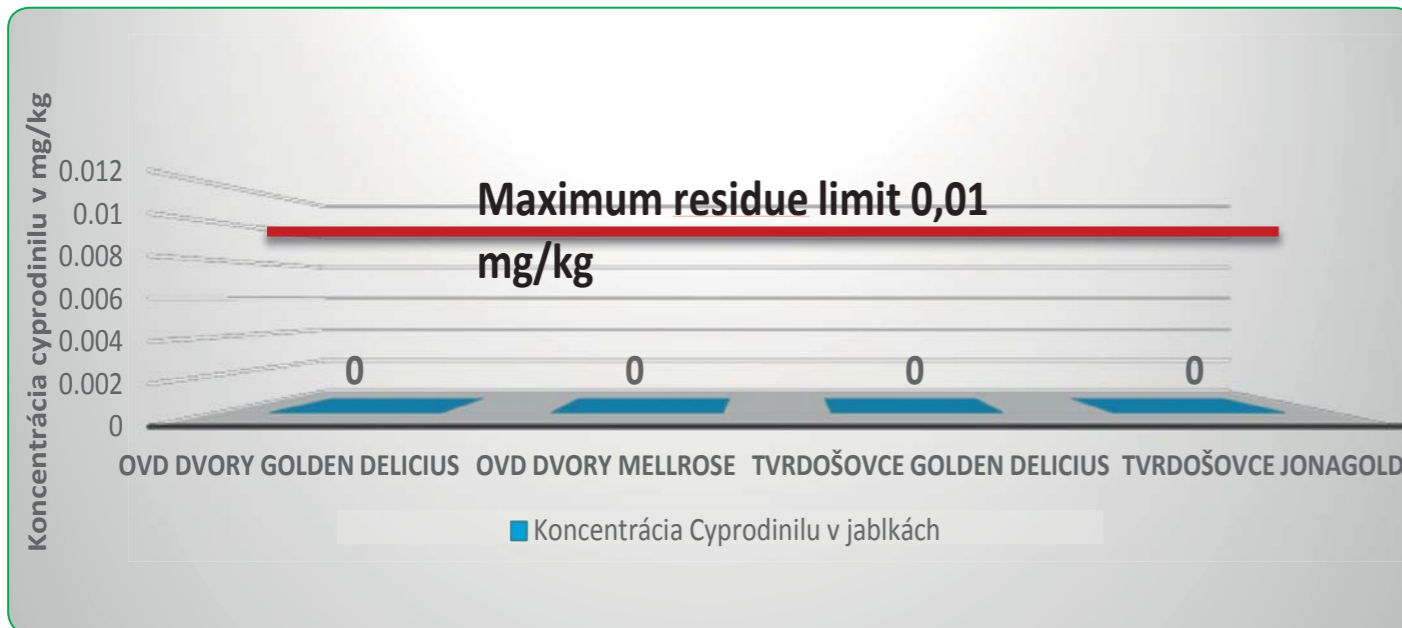 Koncentrácia cyprodinilu v mg/kg
0.012
0.01
0.008
0.006
0.004
0.002
0
Maximum residue limit 0,01
mg/kg
0 0 0 0
OVD DVORY GOLDEN DELICIUS OVD DVORY MELLROSE TVRDOŠOVCE GOLDEN DELICIUS TVRDOŠOVCE JONAGOLD
Koncentrácia Cyprodinilu v jablkách